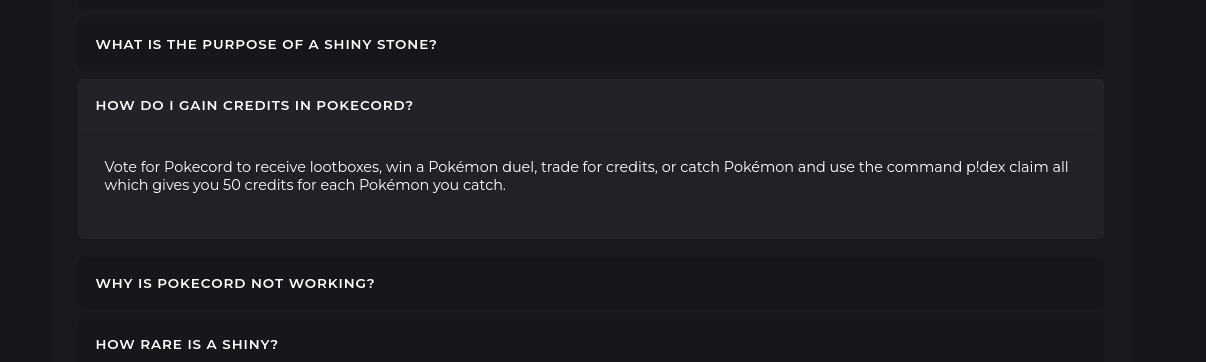 WHAT IS THE PURPOSE OF A SHINY STONE?
HOW DO I GAIN CREDITS IN POKECORD?
Vote for Pokecord to receive lootboxes, win a Pokémon duel, trade for credits, or catch Pokémon and use the command p!dex claim all
which gives you 50 credits for each Pokémon you catch.
WHY IS POKECORD NOT WORKING?
HOW RARE IS A SHINY?